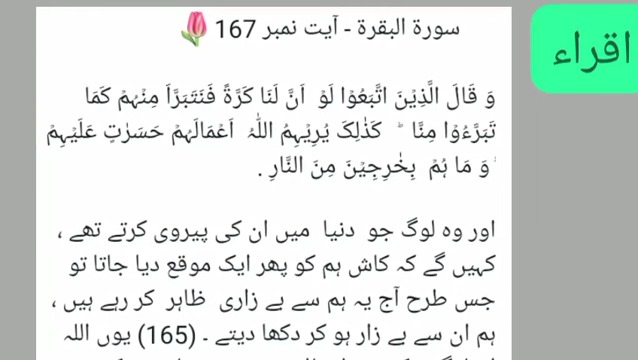 سورة البقرة - آیت نمبر 167
اقراء
وَ قَالَ الَّذِیۡنَ اتَّبَعُوۡا لَوۡ اَنَّ لَنَا کَرَّۃً فَنَتَبَرَّاَ مِنۡہُمۡ کَمَا
تَبَرَّءُوۡا مِنَّا ؕ کَذٰلِکَ یُرِیۡہِمُ اللّٰہُ اَعۡمَالَہُمۡ حَسَرٰتٍ عَلَیۡہِمۡ
ؕ وَ مَا ہُمۡ بِخٰرِجِیۡنَ مِنَ النَّارِ .
اور وہ لوگ جو دنیا میں ان کی پیروی کرتے تھے ،
کہیں گے کہ کاش ہم کو پھر ایک موقع دیا جاتا تو
جس طرح آج یہ ہم سے بے زاری ظاہر کر رہے ہیں ،
ہم ان سے بے زار ہو کر دکھا دیتے ۔ (165) یوں اللہ